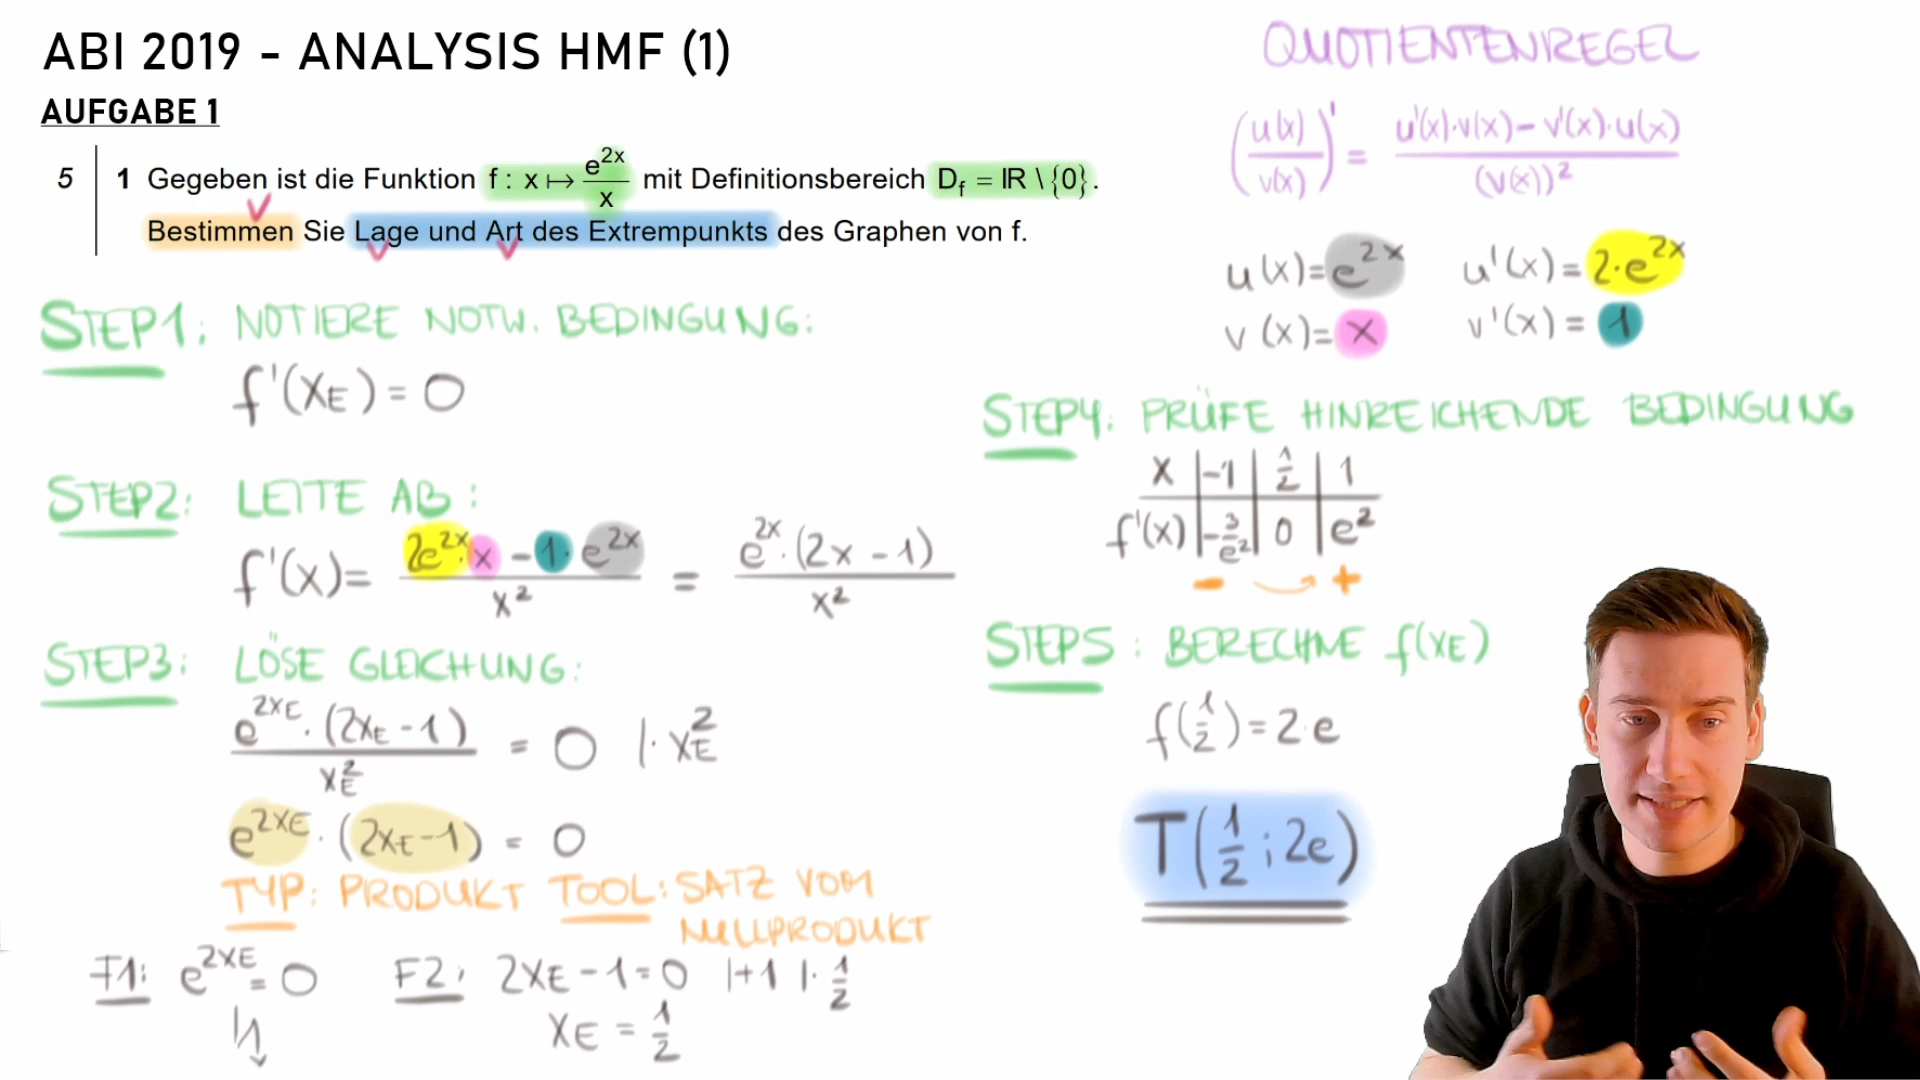 ABI 2019 - ANALYSIS HMF (1)
AUFGABE 1
5 1 Gegeben ist die Funktion f : x ↦ e^{2x}/x mit Definitionsbereich D_f = ℝ \ {0}.
Bestimmen Sie Lage und Art des Extrempunkts des Graphen von f.
STEP1: NOTIERE NOTW. BEDINGUNG:
f'(x_E) = 0
STEP2: LEITE AB:
f'(x) = (2e^{2x}·x - 1·e^{2x})/x² = (e^{2x}·(2x - 1))/x²
STEP3: LÖSE GLEICHUNG:
(e^{2x_E}·(2x_E - 1))/x_E² = 0 |·x_E²
e^{2x_E}·(2x_E - 1) = 0
TYP: PRODUKT TOOL: SATZ VOM
NULLPRODUKT
F1: e^{2x_E} = 0 F2: 2x_E - 1 = 0 |+1 |·1/2
x_E = 1/2
QUOTIENTENREGEL
(u(x)/v(x))' = (u'(x)·v(x) - v'(x)·u(x))/(v(x))²
u(x) = e^{2x} u'(x) = 2·e^{2x}
v(x) = x v'(x) = 1
STEP4: PRÜFE HINREICHENDE BEDINGUNG
x | -1 | 1/2 | 1
f'(x) | -3/e² | 0 | e²
- +
STEP5: BERECHNE f(x_E)
f(1/2) = 2·e
T(1/2 ; 2e)